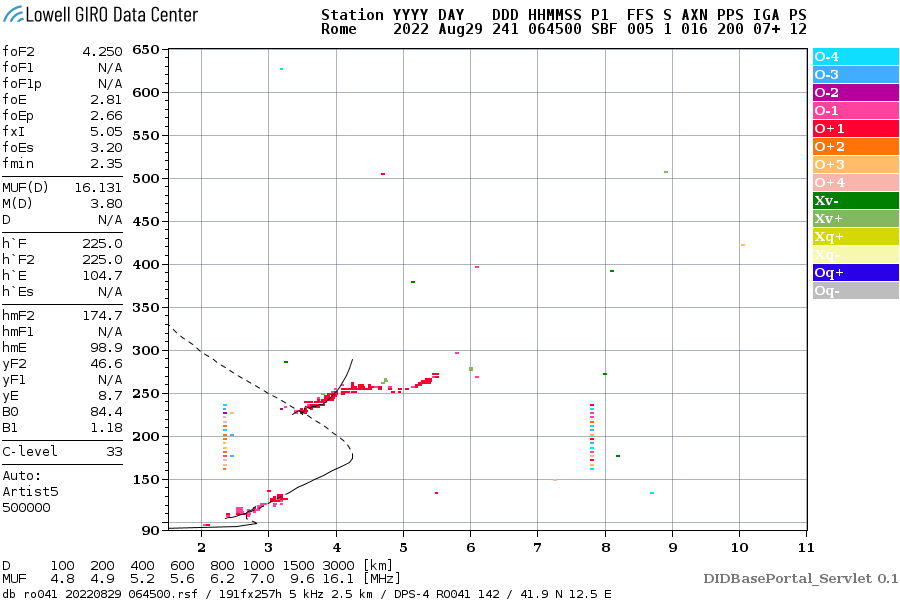 Lowell GIRO Data Center
Station YYYY DAY DDD HHMMSS P1 FFS S AXN PPS IGA PS
Rome 2022 Aug29 241 064500 SBF 005 1 016 200 07+ 12
foF2 4.250
foF1 N/A
foF1p N/A
foE 2.81
foEp 2.66
fxI 5.05
foEs 3.20
fmin 2.35
MUF(D) 16.131
M(D) 3.80
D N/A
h`F 225.0
h`F2 225.0
h`E 104.7
h`Es N/A
hmF2 174.7
hmF1 N/A
hmE 98.9
yF2 46.6
yF1 N/A
yE 8.7
B0 84.4
B1 1.18
C-level 33
Auto:
Artist5
500000
650
600
550
500
450
400
350
300
250
200
150
90
2 3 4 5 6 7 8 9 10 11
O-4
O-3
O-2
O-1
O+1
O+2
O+3
O+4
Xv-
Xv+
Xq+
Xq-
Oq+
Oq-
D 100 200 400 600 800 1000 1500 3000 [km]
MUF 4.8 4.9 5.2 5.6 6.2 7.0 9.6 16.1 [MHz]
DIDBasePortal_Servlet 0.1
db ro041 20220829 064500.rsf / 191fx257h 5 kHz 2.5 km / DPS-4 RO041 142 / 41.9 N 12.5 E